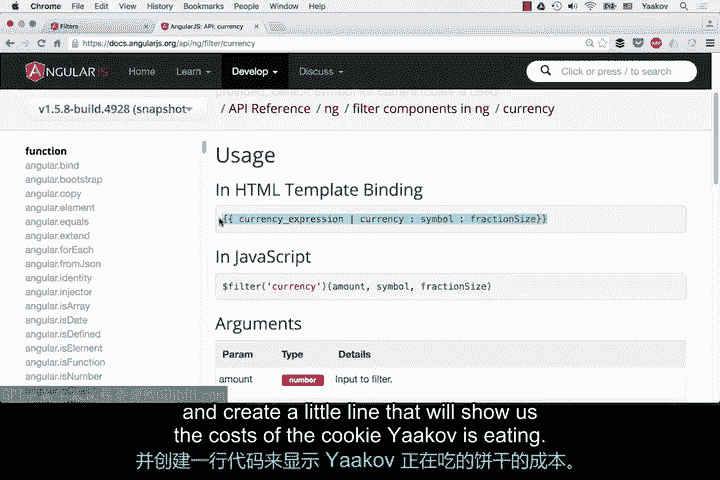 Chrome File Edit View History Bookmarks People Window Help
Yaakov
Filters
AngularJS: API: currency
Yaakov
https://docs.angularjs.org/api/ng/filter/currency
ANGULARJS
Home
Learn
Develop
Discuss
Click or press / to search
v1.5.8-build.4928 (snapshot
/ API Reference / ng / filter components in ng / currency
function
angular.bind
angular.bootstrap
angular.copy
angular.element
angular.equals
angular.extend
angular.forEach
angular.fromJson
angular.identity
angular.injector
angular.isArray
angular.isDate
angular.isDefined
angular.isElement
angular.isFunction
angular.isNumber
Usage
In HTML Template Binding
{{ currency_expression | currency : symbol : fractionSize}}
In JavaScript
$filter('currency')(amount, symbol, fractionSize)
Arguments
Param Type Details
amount number Input to filter.
and create a little line that will show us
the costs of the cookie Yaakov is eating.
并创建一行代码来显示 Yaakov 正在吃的饼干的成本。